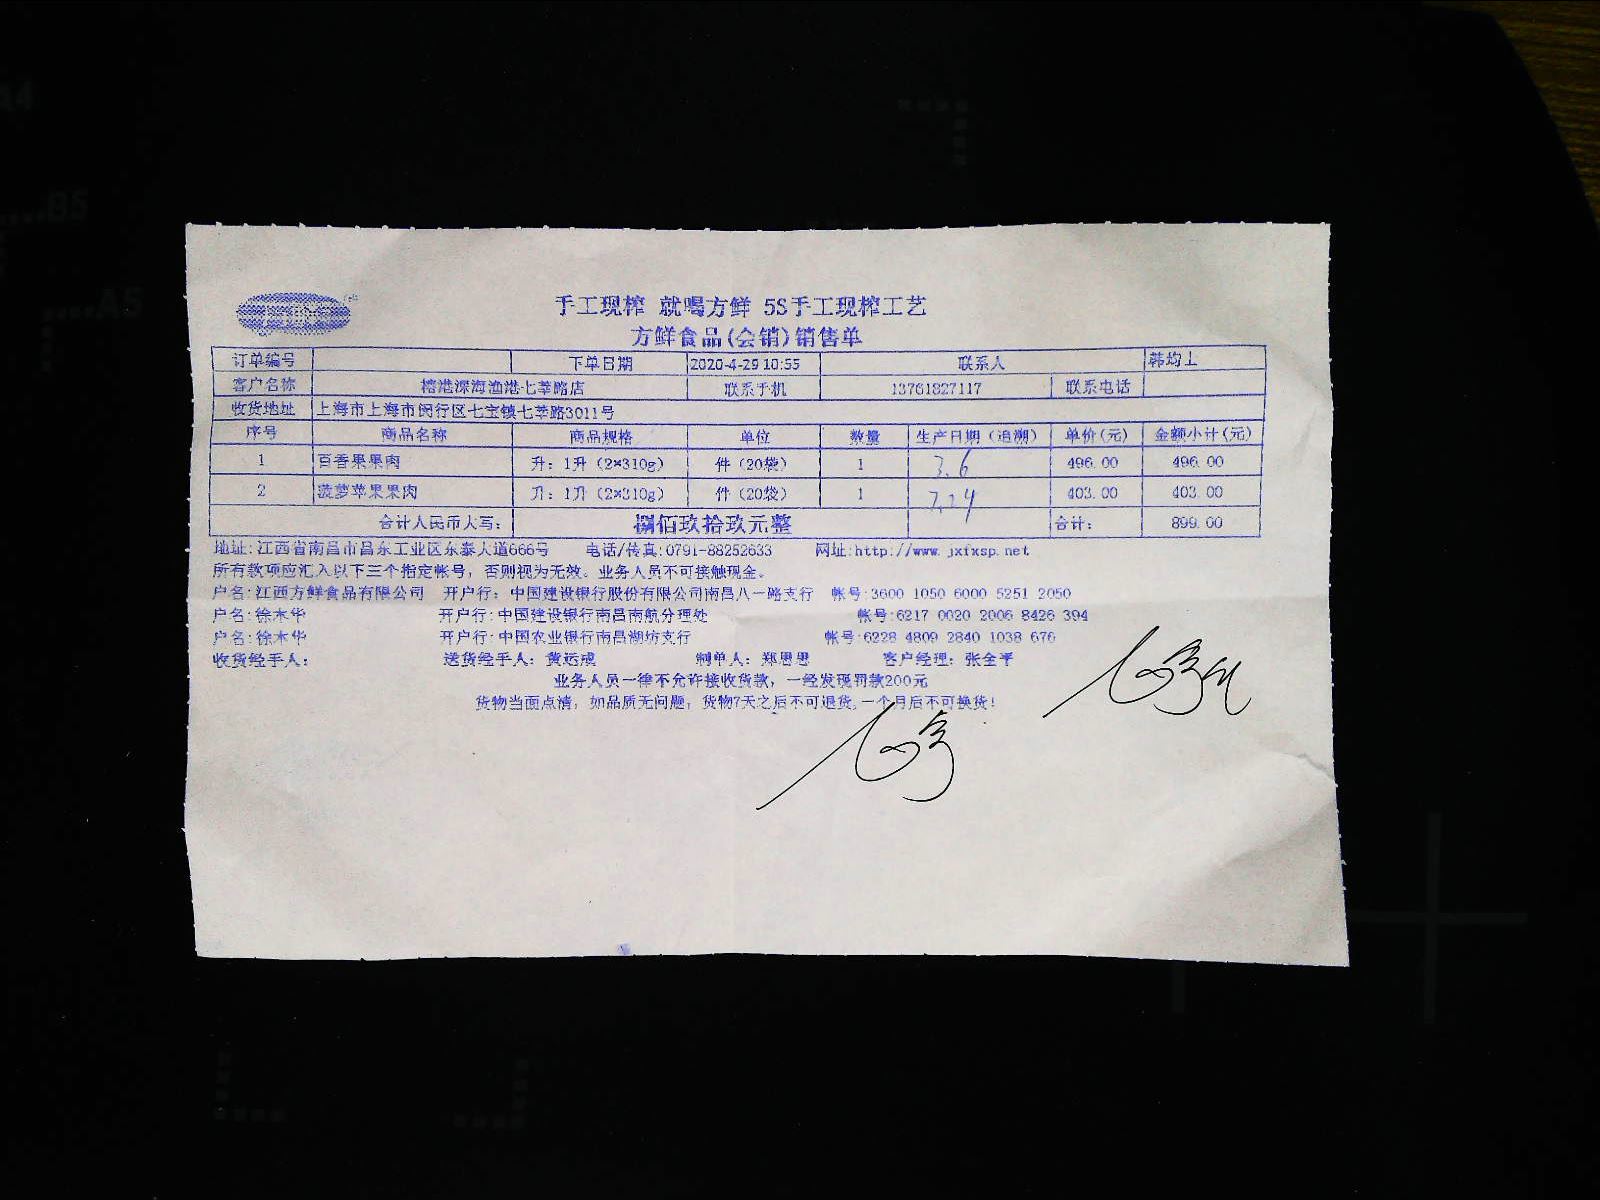 手工现榨 就喝方鲜 5S手工现榨工艺
方鲜食品(会销)销售单
订单编号 下单日期 2020-4-29 10:55 联系人 韩均上
客户名称 榕港深海渔港七莘路店 联系手机 13761827117 联系电话
收货地址 上海市上海市闵行区七宝镇七莘路3011号
序号 商品名称 商品规格 单位 数量 生产日期（追溯） 单价(元) 金额小计(元)
1 百香果果肉 升：1升（2*310g） 件（20袋） 1 3.6 496.00 496.00
2 菠萝苹果果肉 升：1升（2*310g） 件（20袋） 1 403.00 403.00
合计人民币大写： 捌佰玖拾玖元整 合计： 899.00
地址:江西省南昌市昌东工业区东泰大道666号 电话/传真:0791-88252633 网址:http://www.jxfxsp.net
所有款项应汇入以下三个指定帐号，否则视为无效。业务人员不可接触现金。
户名:江西方鲜食品有限公司 开户行：中国建设银行股份有限公司南昌八一路支行 帐号:3600 1050 6000 5251 2050
户名:徐木华 开户行:中国建设银行南昌南航分理处 帐号:6217 0020 2006 8426 394
户名:徐木华 开户行:中国农业银行南昌湖坊支行 帐号:6228 4809 2840 1038 676
收货经手人： 送货经手人：黄远成 制单人：郑思思 客户经理：张全平
业务人员一律不允许接收货款，一经发现罚款200元
货物当面点清，如品质无问题，货物7天之后不可退货,一个月后不可换货！